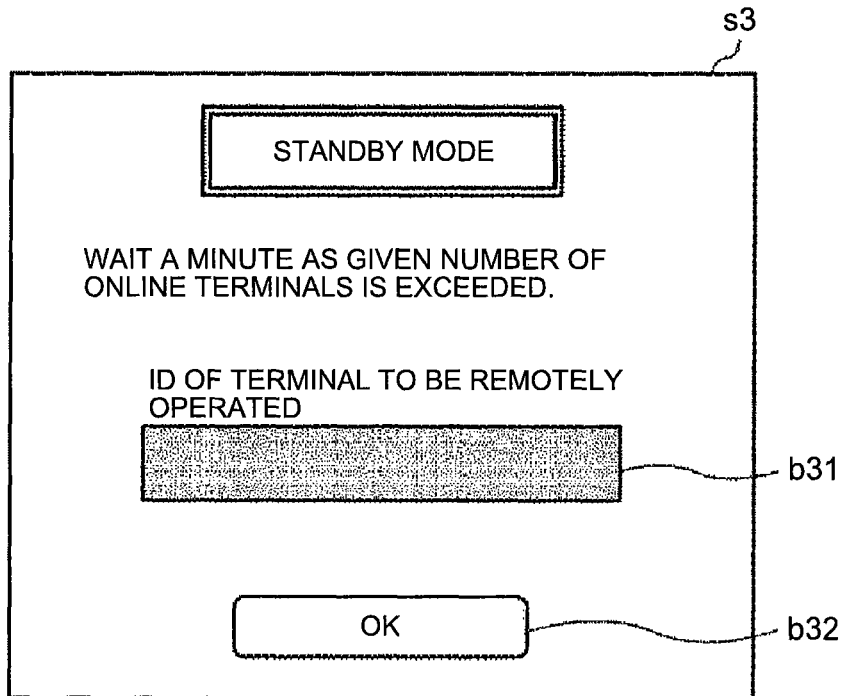 s3
STANDBY MODE
WAIT A MINUTE AS GIVEN NUMBER OF
ONLINE TERMINALS IS EXCEEDED.
ID OF TERMINAL TO BE REMOTELY
OPERATED
b31
OK
b32